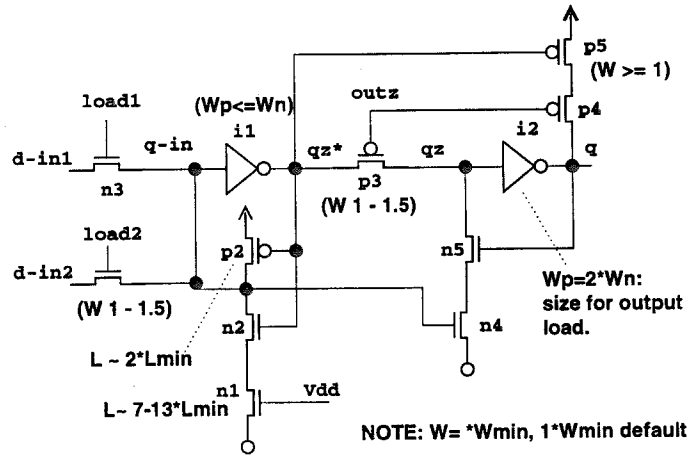 p5
(W >= 1)
load1
(Wp<=Wn)
outz
p4
i1
i2
d-in1
q-in
qz*
qz
q
n3
p3
(W 1 - 1.5)
load2
p2
n5
d-in2
Wp=2*Wn:
size for output
load.
(W 1 - 1.5)
n2
n4
L ~ 2*Lmin
n1
Vdd
L~ 7-13*Lmin
NOTE: W= *Wmin, 1*Wmin default